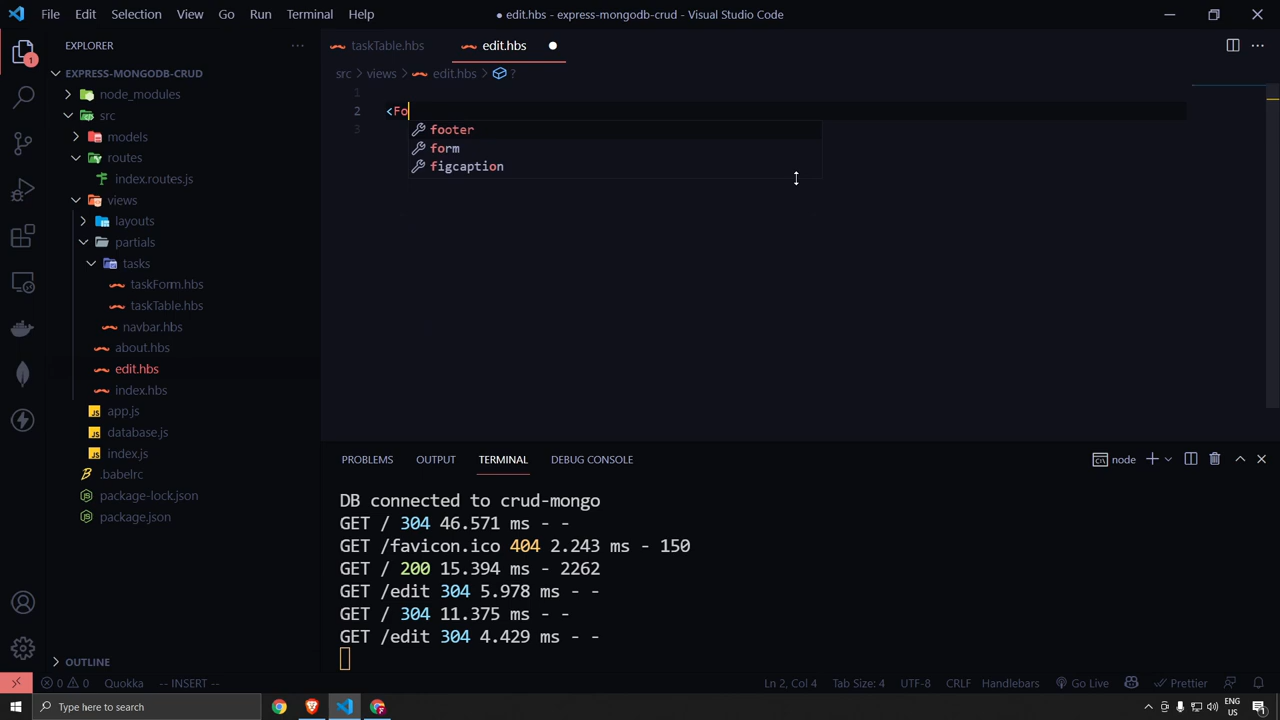 File Edit Selection View Go Run Terminal Help
● edit.hbs - express-mongodb-crud - Visual Studio Code
EXPLORER
EXPRESS-MONGODB-CRUD
node_modules
src
models
routes
index.routes.js
views
layouts
partials
tasks
taskForm.hbs
taskTable.hbs
navbar.hbs
about.hbs
edit.hbs
index.hbs
app.js
database.js
index.js
.babelrc
package-lock.json
package.json
OUTLINE
1
taskTable.hbs edit.hbs
src > views > edit.hbs > ?
1
2 <Fo
3
footer
form
figcaption
PROBLEMS OUTPUT TERMINAL DEBUG CONSOLE
node
DB connected to crud-mongo
GET / 304 46.571 ms - -
GET /favicon.ico 404 2.243 ms - 150
GET / 200 15.394 ms - 2262
GET /edit 304 5.978 ms - -
GET / 304 11.375 ms - -
GET /edit 304 4.429 ms - -
0 0 Quokka -- INSERT -- Ln 2, Col 4 Tab Size: 4 UTF-8 CRLF Handlebars Go Live Prettier
Type here to search
ENG
US